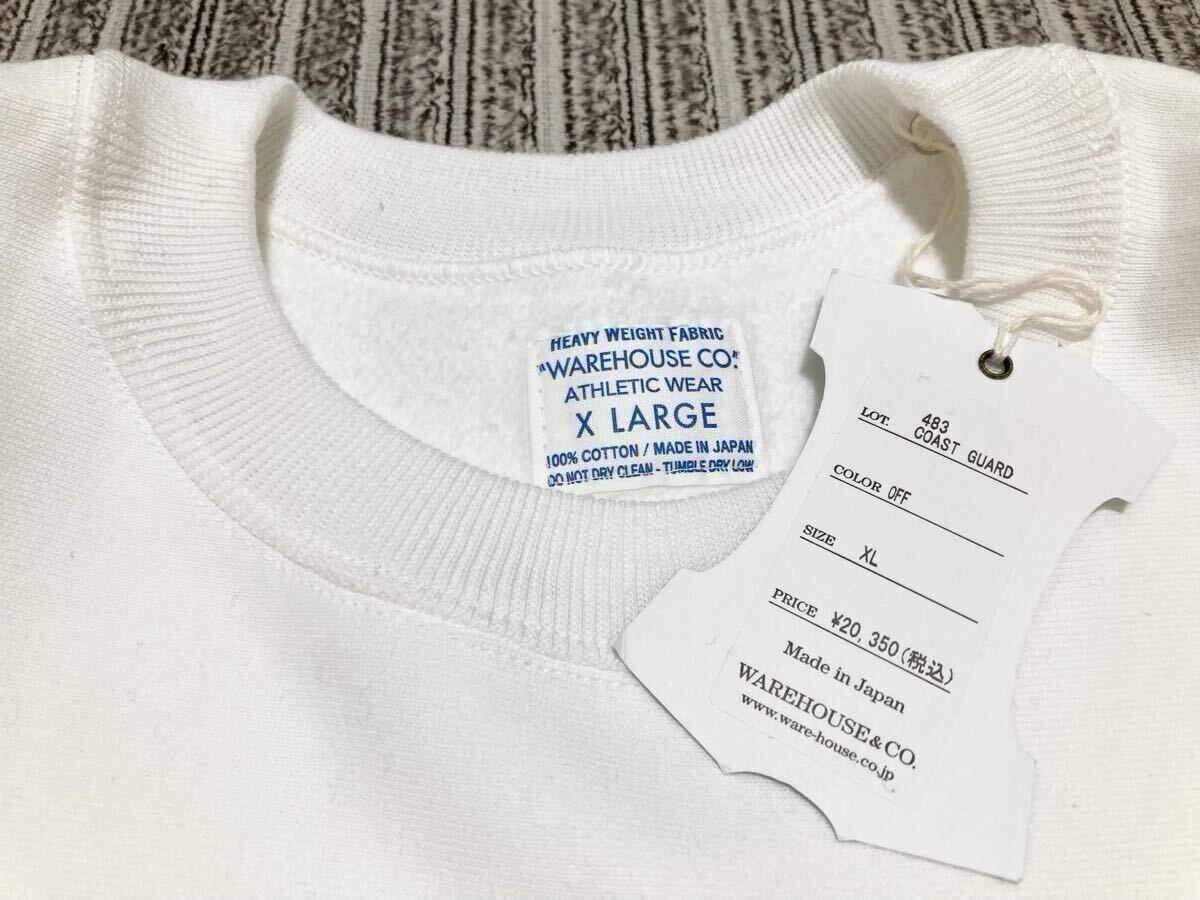 HEAVY WEIGHT FABRIC
"WAREHOUSE CO."
ATHLETIC WEAR
X LARGE
100% COTTON / MADE IN JAPAN
DO NOT DRY CLEAN - TUMBLE DRY LOW
LOT. 483
COAST GUARD
COLOR OFF
SIZE XL
PRICE ¥20,350(税込)
Made in Japan
WAREHOUSE & CO.
www.ware-house.co.jp